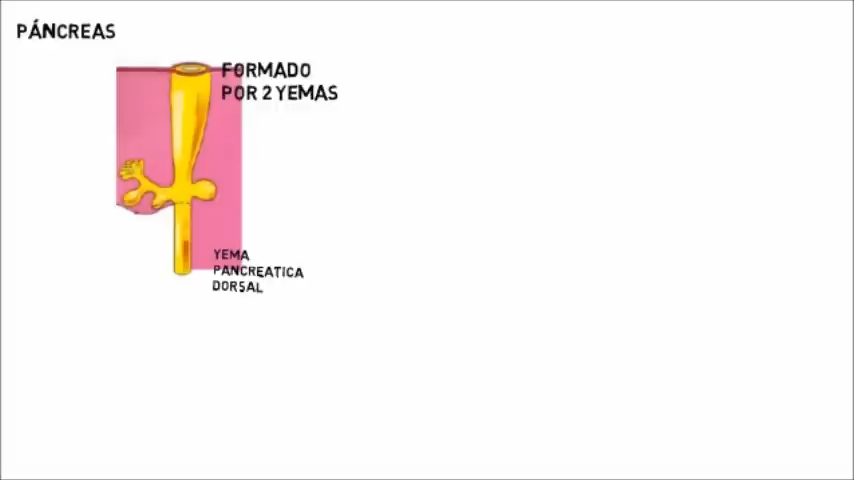 PÁNCREAS
FORMADO
POR 2 YEMAS
YEMA
PANCREATICA
DORSAL